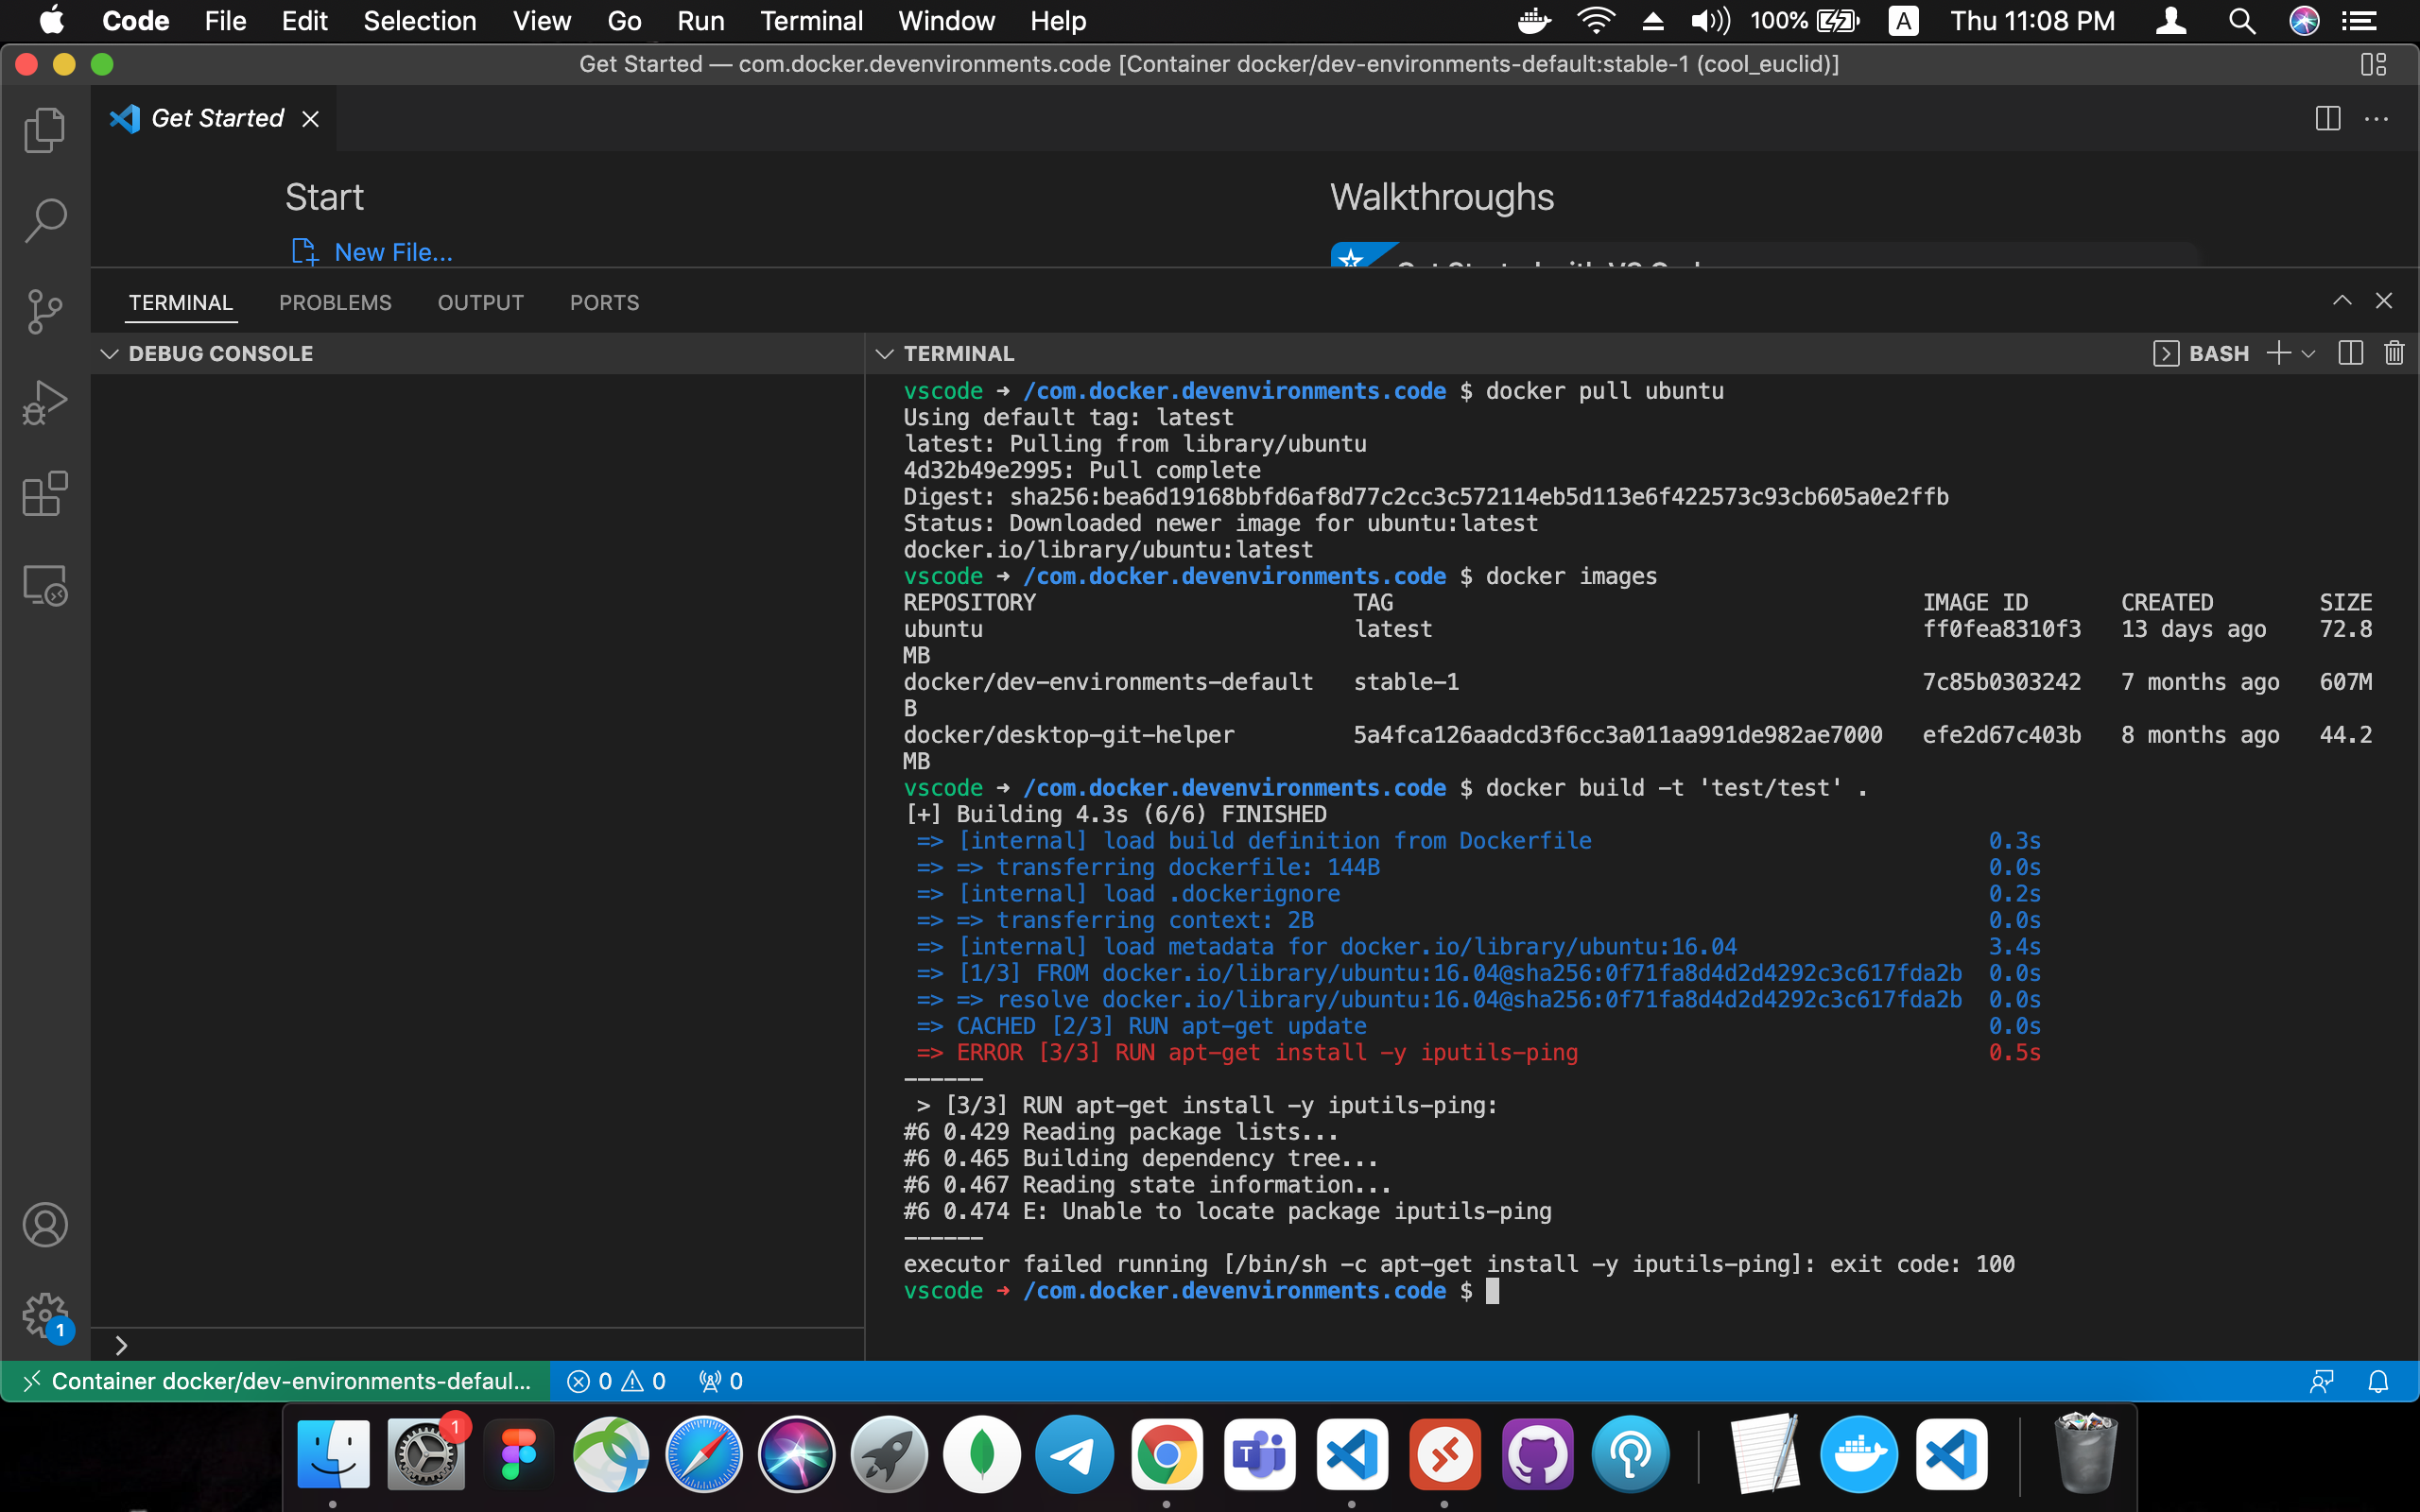 Code File Edit Selection View Go Run Terminal Window Help 100% A Thu 11:08 PM
Get Started — com.docker.devenvironments.code [Container docker/dev-environments-default:stable-1 (cool_euclid)]
Get Started
Start
Walkthroughs
New File...
Get Started with VS Code
TERMINAL PROBLEMS OUTPUT PORTS
DEBUG CONSOLE
TERMINAL
BASH
vscode ➜ /com.docker.devenvironments.code $ docker pull ubuntu
Using default tag: latest
latest: Pulling from library/ubuntu
4d32b49e2995: Pull complete
Digest: sha256:bea6d19168bbfd6af8d77c2cc3c572114eb5d113e6f422573c93cb605a0e2ffb
Status: Downloaded newer image for ubuntu:latest
docker.io/library/ubuntu:latest
vscode ➜ /com.docker.devenvironments.code $ docker images
REPOSITORY TAG IMAGE ID CREATED SIZE
ubuntu latest ff0fea8310f3 13 days ago 72.8
MB
docker/dev-environments-default stable-1 7c85b0303242 7 months ago 607M
B
docker/desktop-git-helper 5a4fca126aadcd3f6cc3a011aa991de982ae7000 efe2d67c403b 8 months ago 44.2
MB
vscode ➜ /com.docker.devenvironments.code $ docker build -t 'test/test' .
[+] Building 4.3s (6/6) FINISHED
=> [internal] load build definition from Dockerfile 0.3s
=> => transferring dockerfile: 144B 0.0s
=> [internal] load .dockerignore 0.2s
=> => transferring context: 2B 0.0s
=> [internal] load metadata for docker.io/library/ubuntu:16.04 3.4s
=> [1/3] FROM docker.io/library/ubuntu:16.04@sha256:0f71fa8d4d2d4292c3c617fda2b 0.0s
=> => resolve docker.io/library/ubuntu:16.04@sha256:0f71fa8d4d2d4292c3c617fda2b 0.0s
=> CACHED [2/3] RUN apt-get update 0.0s
=> ERROR [3/3] RUN apt-get install -y iputils-ping 0.5s
------
> [3/3] RUN apt-get install -y iputils-ping:
#6 0.429 Reading package lists...
#6 0.465 Building dependency tree...
#6 0.467 Reading state information...
#6 0.474 E: Unable to locate package iputils-ping
------
executor failed running [/bin/sh -c apt-get install -y iputils-ping]: exit code: 100
vscode ➜ /com.docker.devenvironments.code $
1
Container docker/dev-environments-defaul... 0 0 0
1